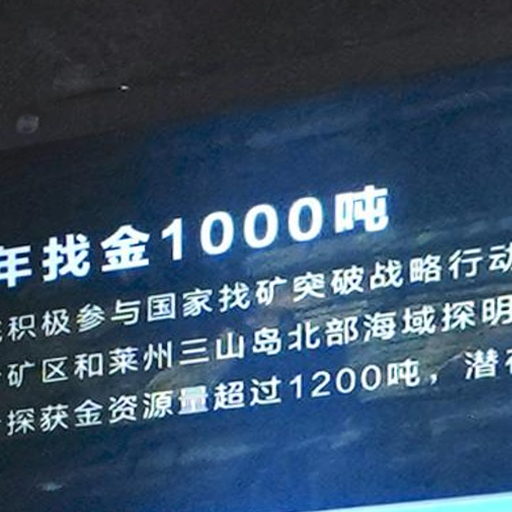 年找金1000吨
积极参与国家找矿突破战略行动
矿区和莱州三山岛北部海域探明
探获金资源量超过1200吨，潜